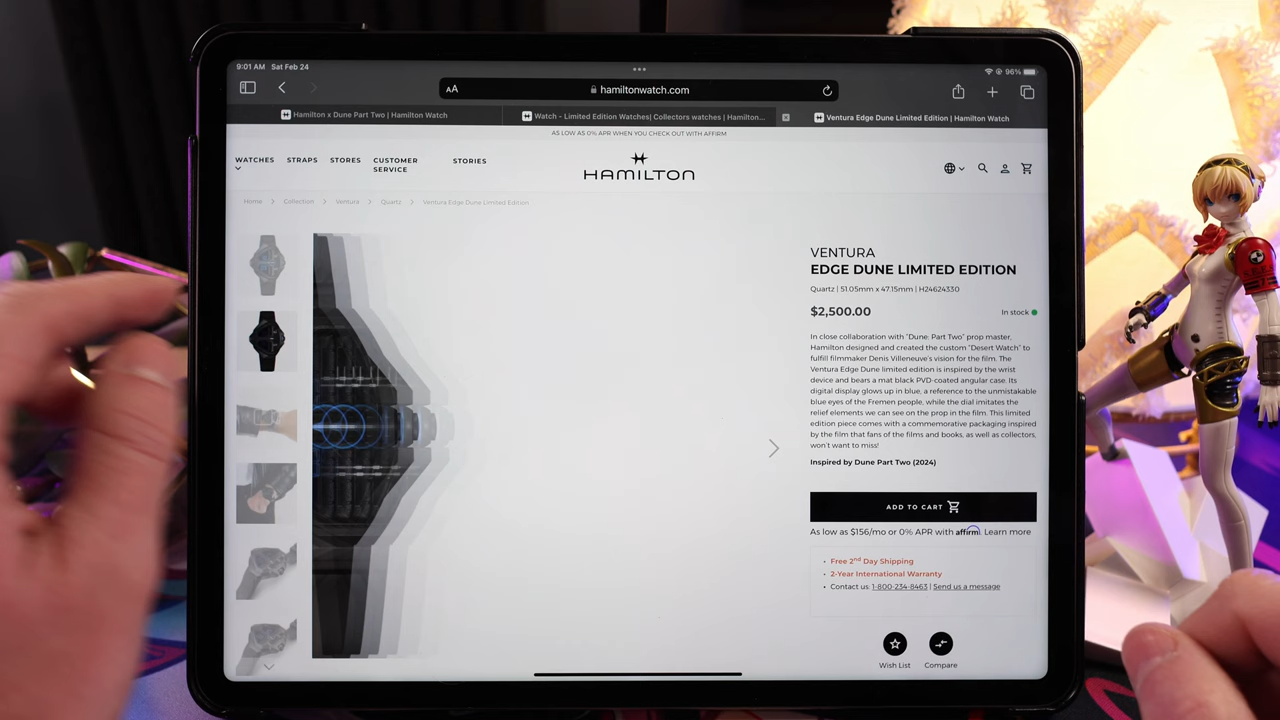 9:01 AM Sat Feb 24
96%
AA
hamiltonwatch.com
Hamilton x Dune Part Two | Hamilton Watch
Watch - Limited Edition Watches| Collectors watches | Hamilton...
Ventura Edge Dune Limited Edition | Hamilton Watch
AS LOW AS 0% APR WHEN YOU CHECK OUT WITH AFFIRM
WATCHES
STRAPS
STORES
CUSTOMER SERVICE
STORIES
HAMILTON
Home > Collection > Ventura > Quartz > Ventura Edge Dune Limited Edition
VENTURA
EDGE DUNE LIMITED EDITION
Quartz | 51.05mm x 47.15mm | H24624330
$2,500.00
In stock
In close collaboration with "Dune: Part Two" prop master,
Hamilton designed and created the custom "Desert Watch" to
fulfill filmmaker Denis Villeneuve's vision for the film. The
Ventura Edge Dune limited edition is inspired by the wrist
device and bears a mat black PVD-coated angular case. Its
digital display glows up in blue, a reference to the unmistakable
blue eyes of the Fremen people, while the dial imitates the
relief elements we can see on the prop in the film. This limited
edition piece comes with a commemorative packaging inspired
by the film that fans of the films and books, as well as collectors,
won't want to miss!
Inspired by Dune Part Two (2024)
ADD TO CART
As low as $156/mo or 0% APR with affirm. Learn more
• Free 2nd Day Shipping
• 2-Year International Warranty
• Contact us: 1-800-234-8463 | Send us a message
Wish List
Compare